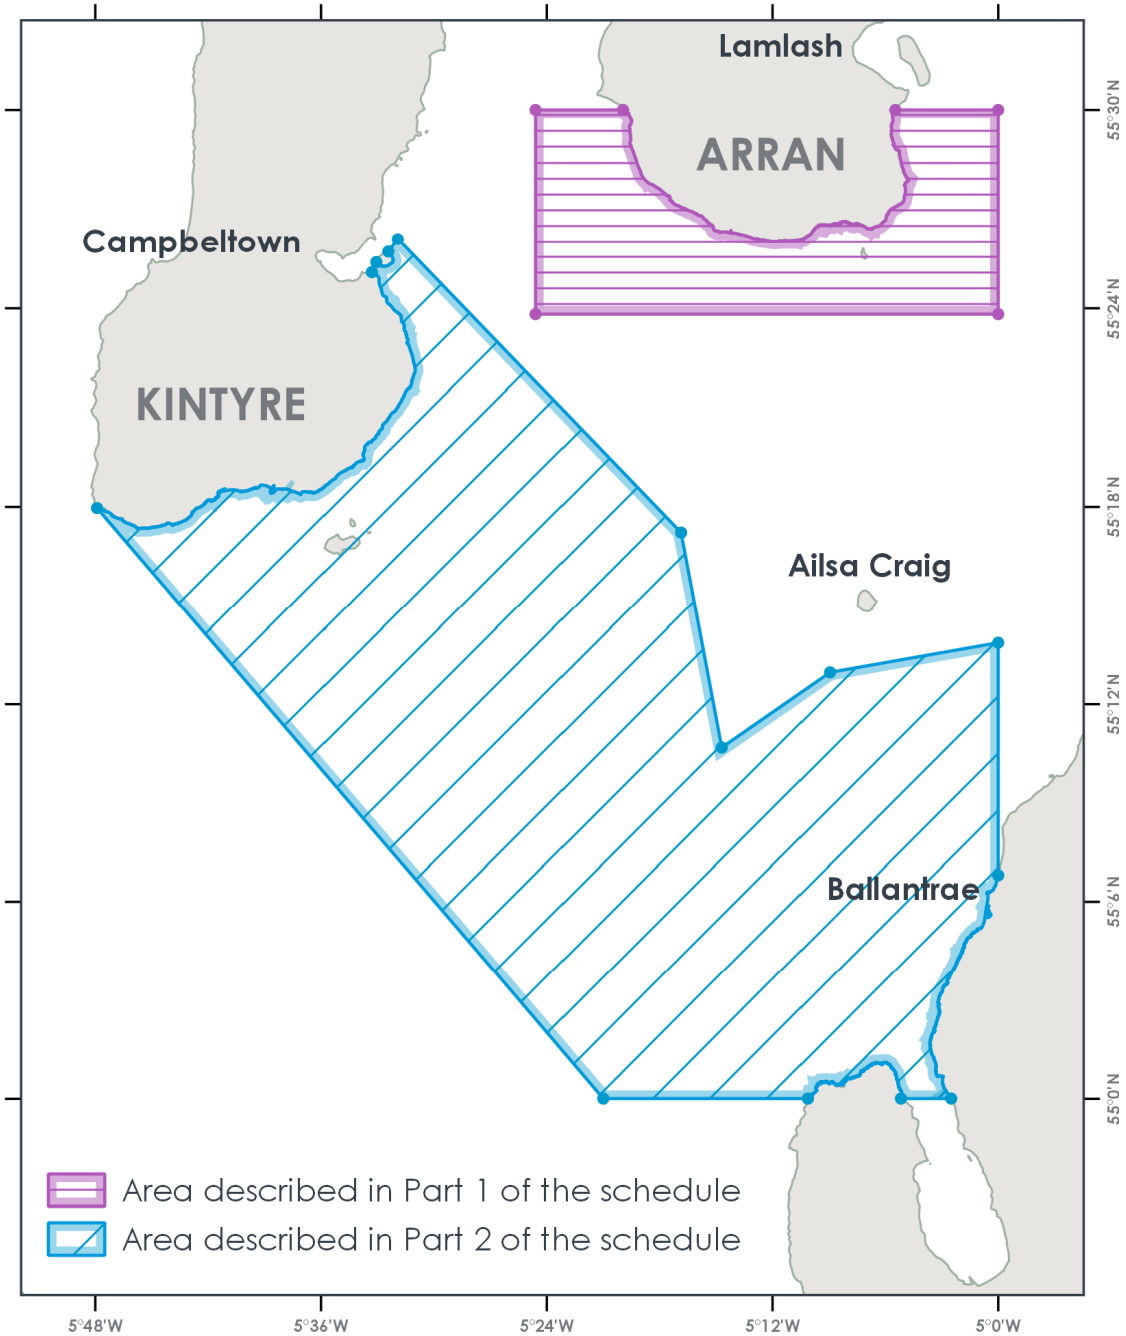 Lamlash
ARRAN
55°30'N
Campbeltown
55°24'N
KINTYRE
55°18'N
Ailsa Craig
55°12'N
Ballantrae
55°6'N
55°0'N
Area described in Part 1 of the schedule
Area described in Part 2 of the schedule
5°48'W
5°36'W
5°24'W
5°12'W
5°0'W